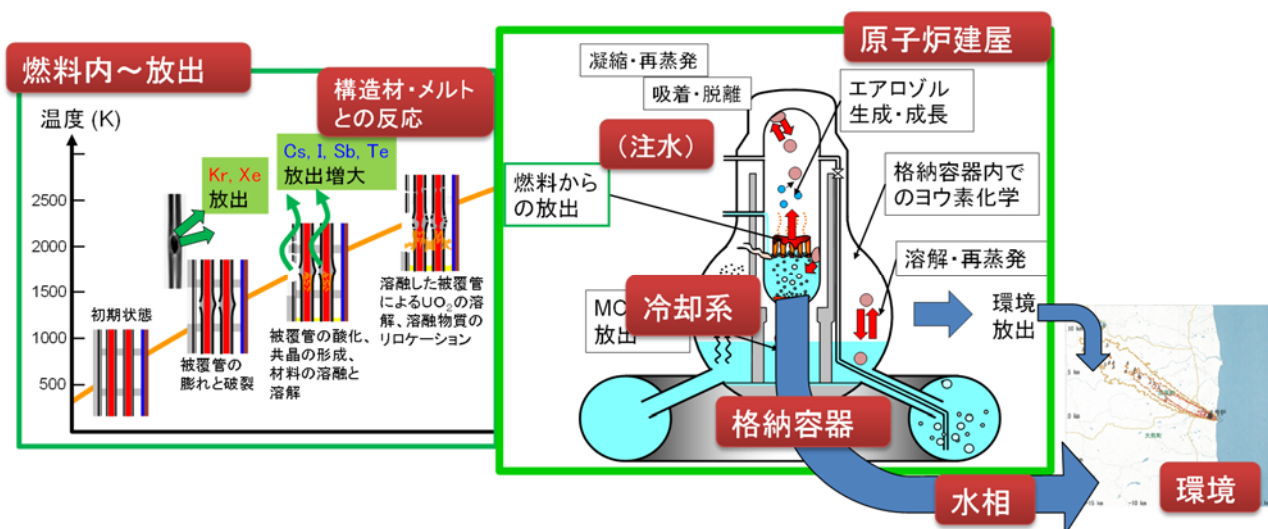 燃料内～放出
構造材・メルト
との反応
温度 (K)
2500
2000
1500
1000
500
Kr, Xe
放出
Cs, I, Sb, Te
放出増大
初期状態
被覆管の
膨れと破裂
被覆管の酸化、
共晶の形成、
材料の溶融と
溶解
溶融した被覆管
によるUO₂の溶
解、溶融物質の
リロケーション
原子炉建屋
凝縮・再蒸発
吸着・脱離
エアロゾル
生成・成長
(注水)
燃料から
の放出
格納容器内で
のヨウ素化学
溶解・再蒸発
MC
放出
冷却系
格納容器
水相
環境
放出
環境